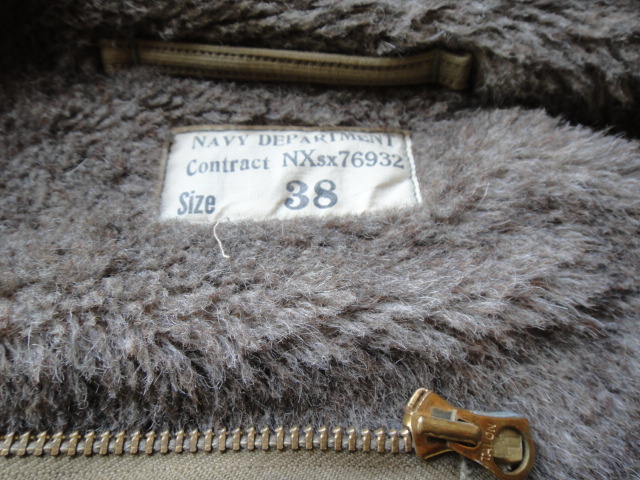 NAVY DEPARTMENT
Contract NXsx76932
Size 38